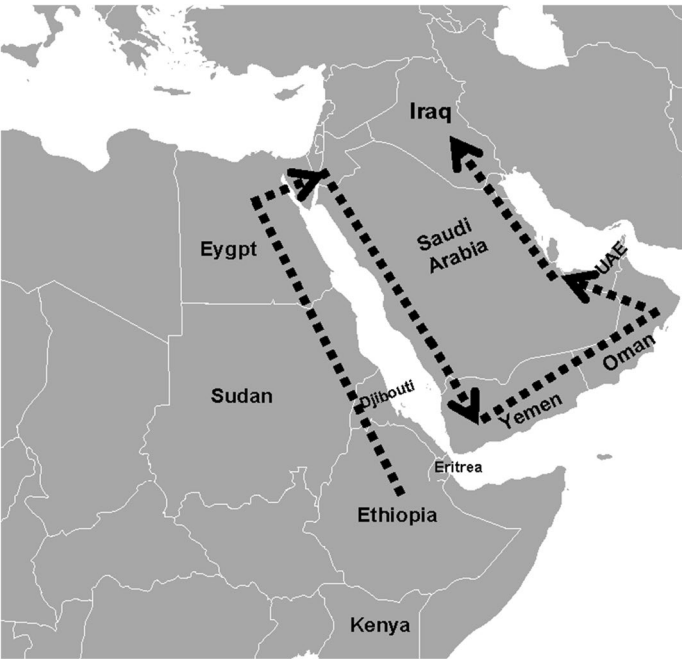 Iraq
Saudi
Arabia
UAE
Eygpt
Oman
Sudan
Djibouti
Yemen
Eritrea
Ethiopia
Kenya